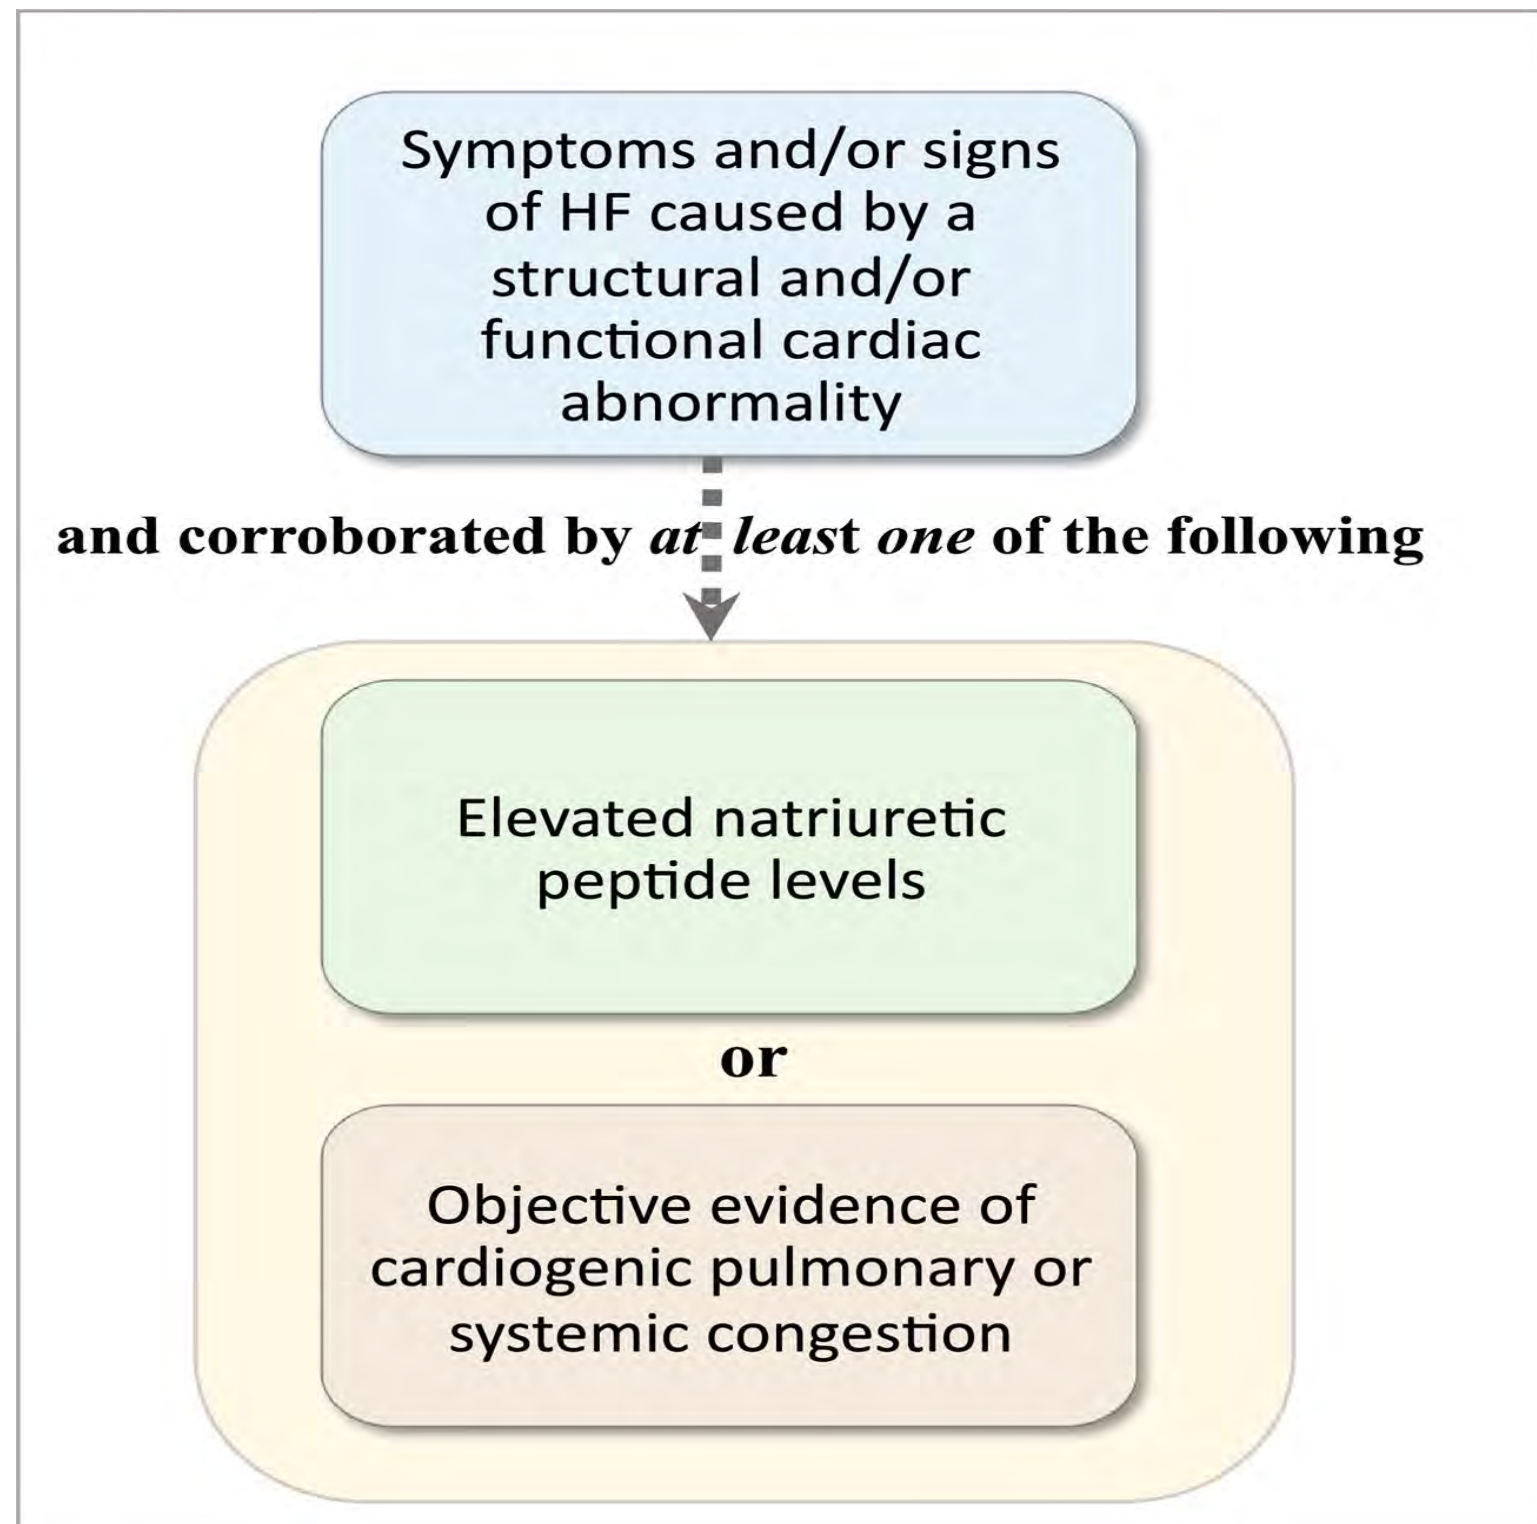 Symptoms and/or signs
of HF caused by a
structural and/or
functional cardiac
abnormality
and corroborated by at least one of the following
Elevated natriuretic
peptide levels
or
Objective evidence of
cardiogenic pulmonary or
systemic congestion